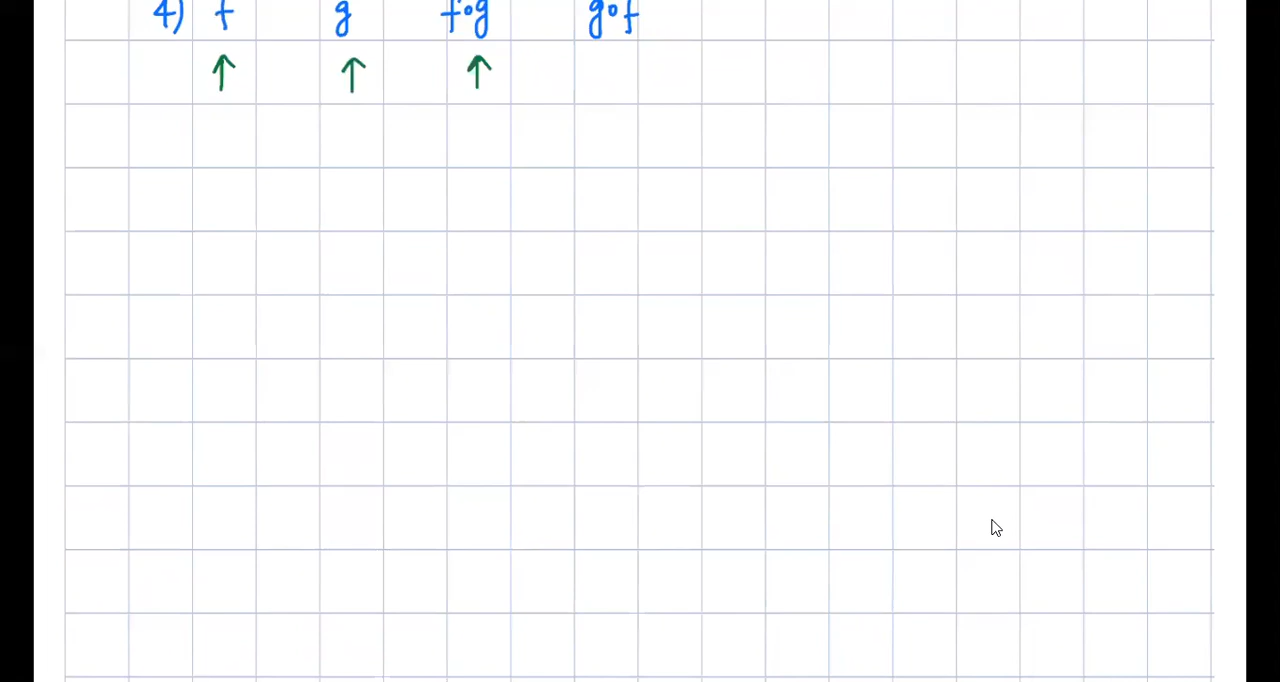 4) f g f∘g g∘f
↑ ↑ ↑